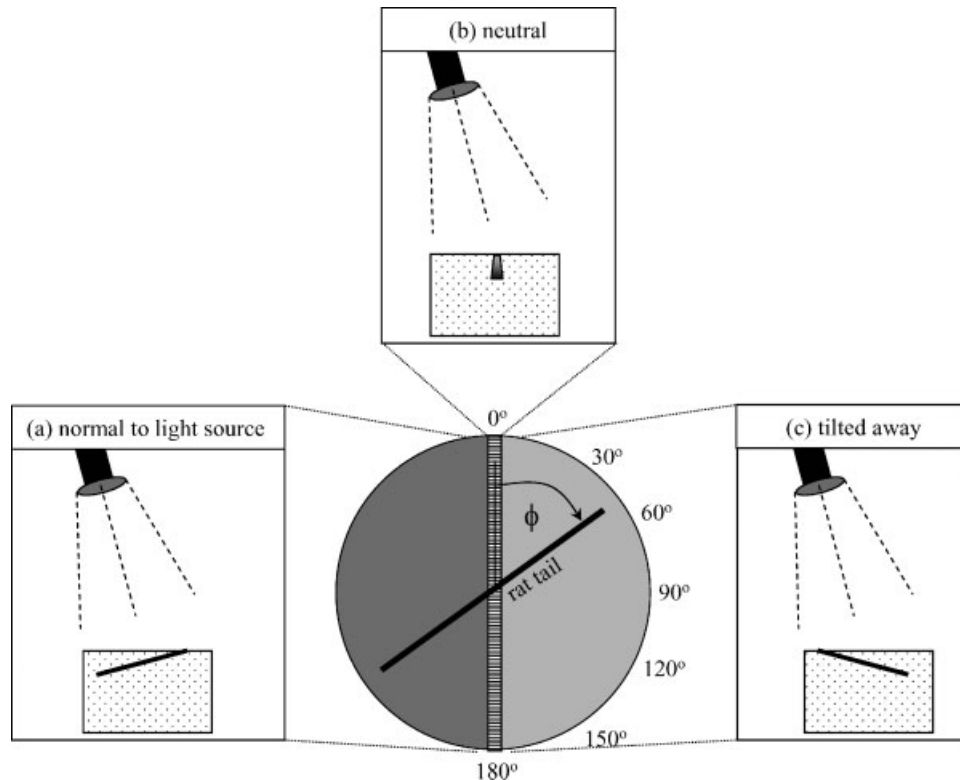 (b) neutral
(a) normal to light source
(c) tilted away
0°
30°
60°
90°
120°
150°
180°
ϕ
rat tail